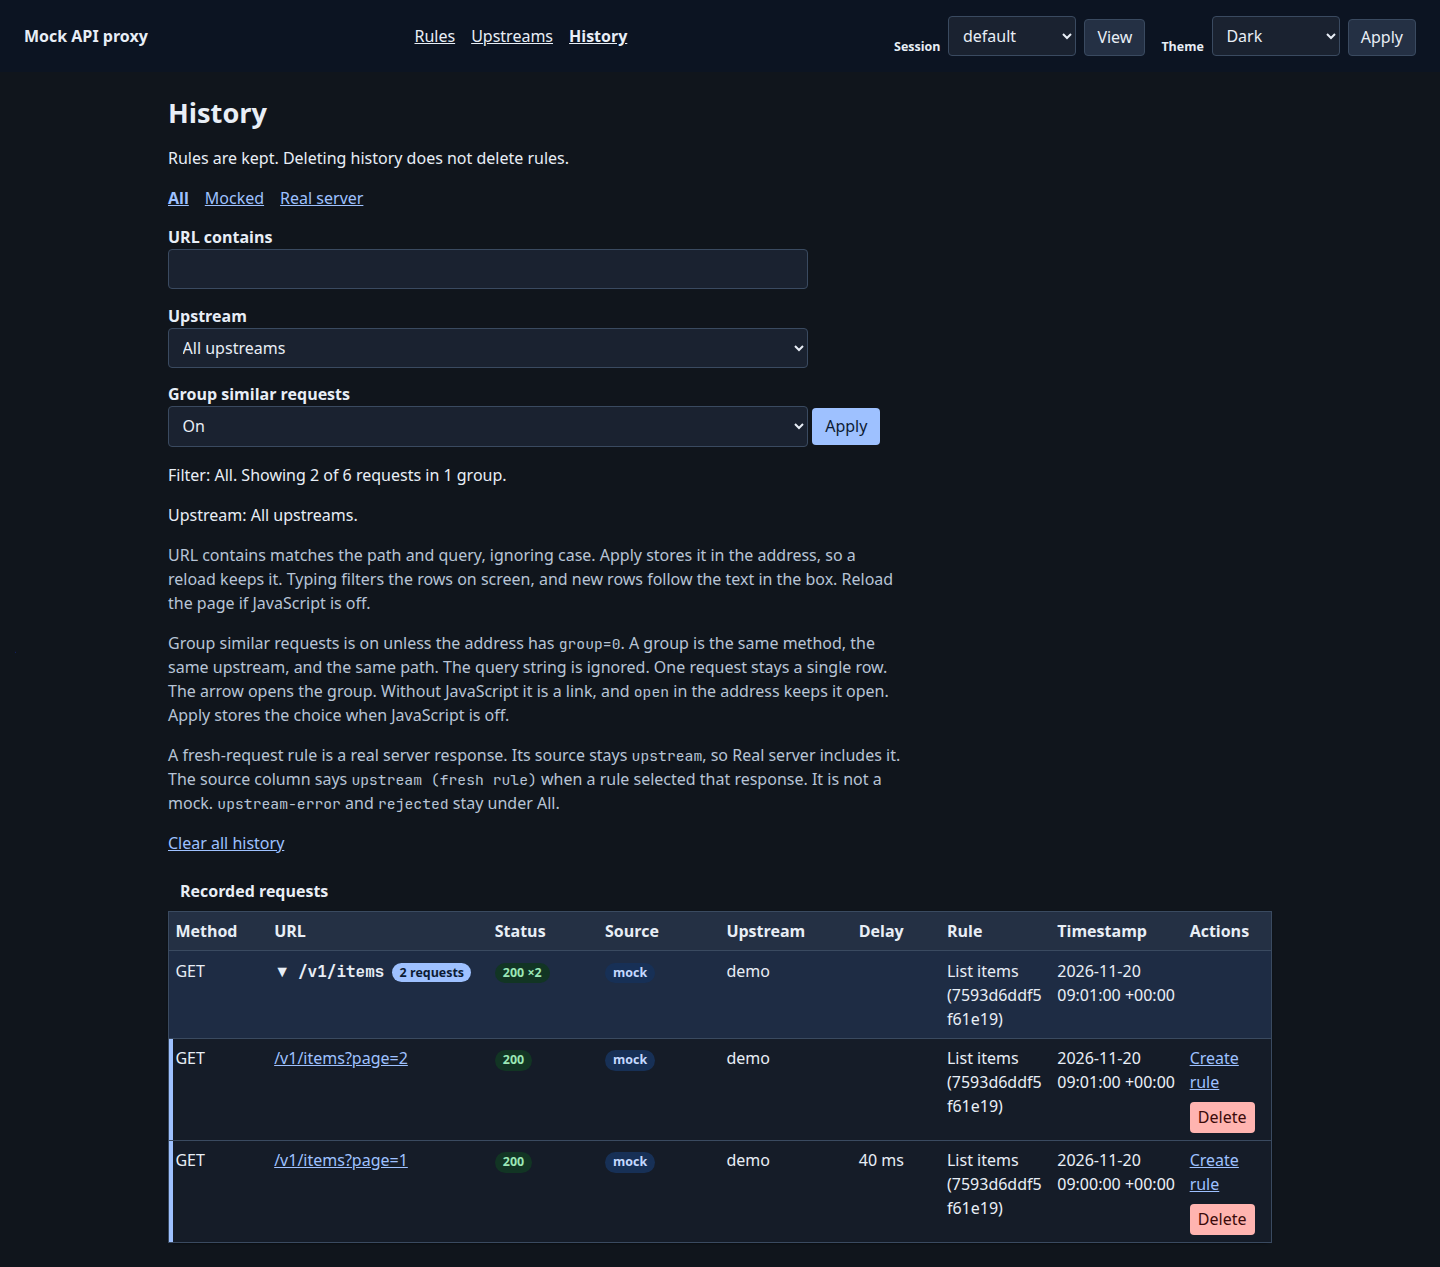 Mock API proxy
Rules Upstreams History
Session default View Theme Dark Apply
History
Rules are kept. Deleting history does not delete rules.
All Mocked Real server
URL contains
Upstream
All upstreams
Group similar requests
On Apply
Filter: All. Showing 2 of 6 requests in 1 group.
Upstream: All upstreams.
URL contains matches the path and query, ignoring case. Apply stores it in the address, so a
reload keeps it. Typing filters the rows on screen, and new rows follow the text in the box. Reload
the page if JavaScript is off.
Group similar requests is on unless the address has group=0. A group is the same method, the
same upstream, and the same path. The query string is ignored. One request stays a single row.
The arrow opens the group. Without JavaScript it is a link, and open in the address keeps it open.
Apply stores the choice when JavaScript is off.
A fresh-request rule is a real server response. Its source stays upstream, so Real server includes it.
The source column says upstream (fresh rule) when a rule selected that response. It is not a
mock. upstream-error and rejected stay under All.
Clear all history
Recorded requests
Method URL Status Source Upstream Delay Rule Timestamp Actions
GET ▼ /v1/items 2 requests 200 ×2 mock demo List items 2026-11-20
(7593d6ddf5 09:01:00 +00:00
f61e19)
GET /v1/items?page=2 200 mock demo List items 2026-11-20 Create
(7593d6ddf5 09:01:00 +00:00 rule
f61e19) Delete
GET /v1/items?page=1 200 mock demo 40 ms List items 2026-11-20 Create
(7593d6ddf5 09:00:00 +00:00 rule
f61e19) Delete